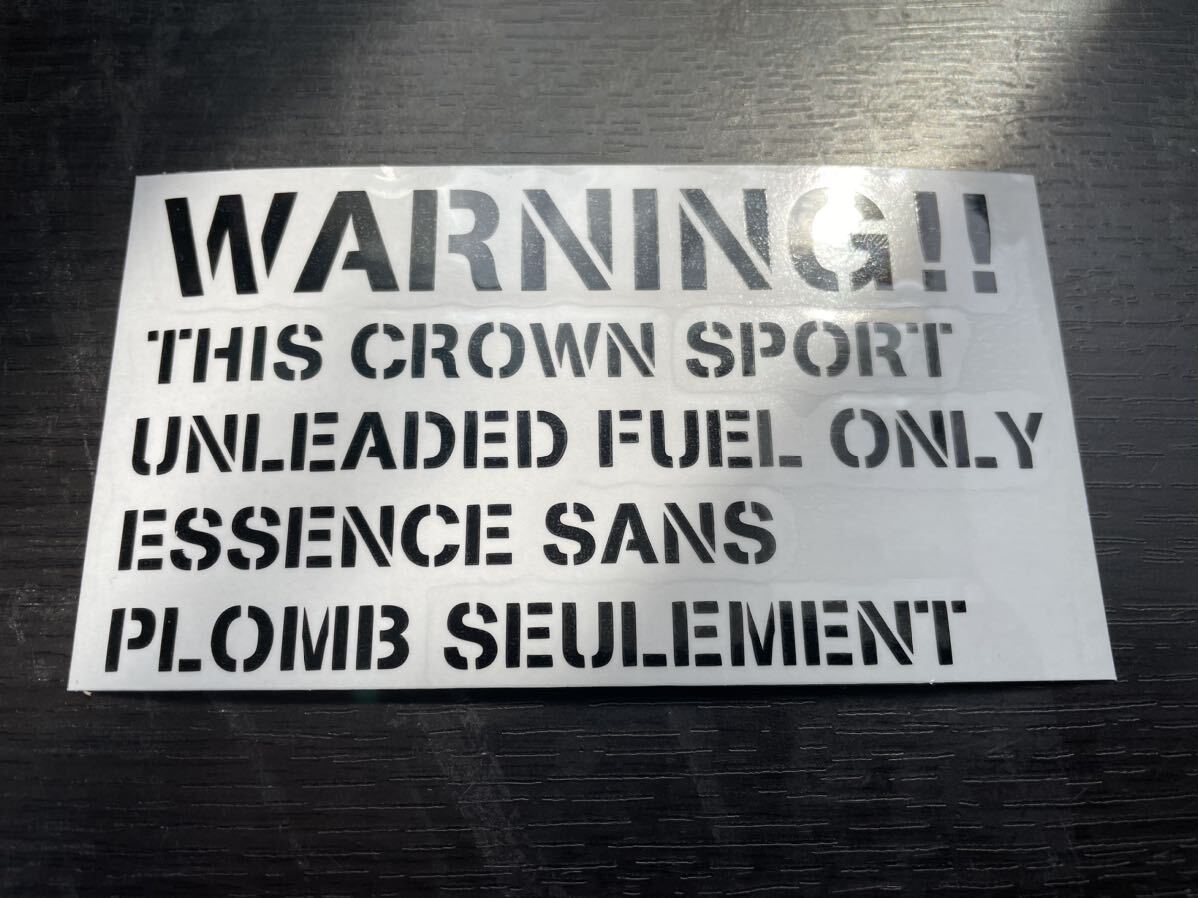 WARNING!!
THIS CROWN SPORT
UNLEADED FUEL ONLY
ESSENCE SANS
PLOMB SEULEMENT